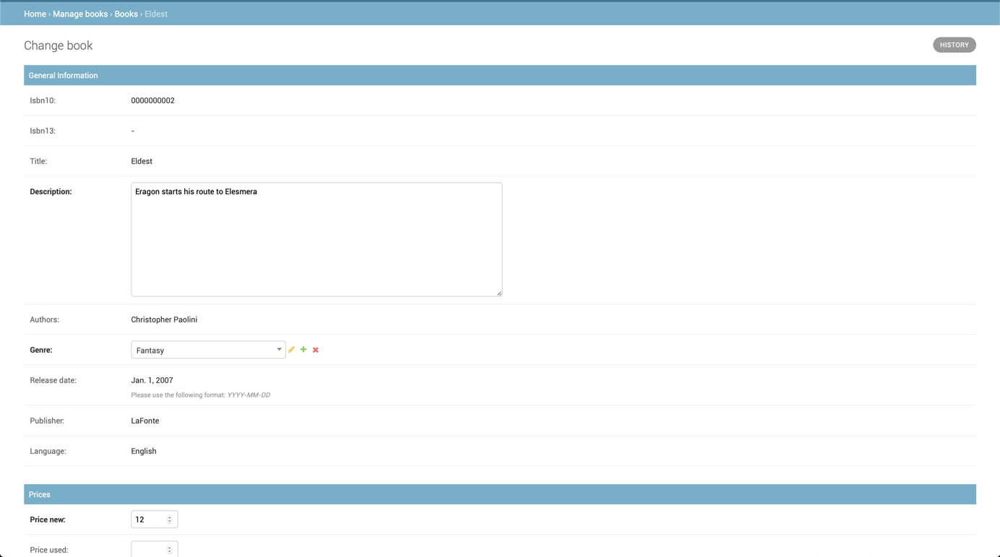 Home › Manage books › Books › Eldest
Change book
HISTORY
General Information
Isbn10: 0000000002
Isbn13: -
Title: Eldest
Description: Eragon starts his route to Elesmera
Authors: Christopher Paolini
Genre: Fantasy
Release date: Jan. 1, 2007
Please use the following format: YYYY-MM-DD
Publisher: LaFonte
Language: English
Prices
Price new: 12
Price used: